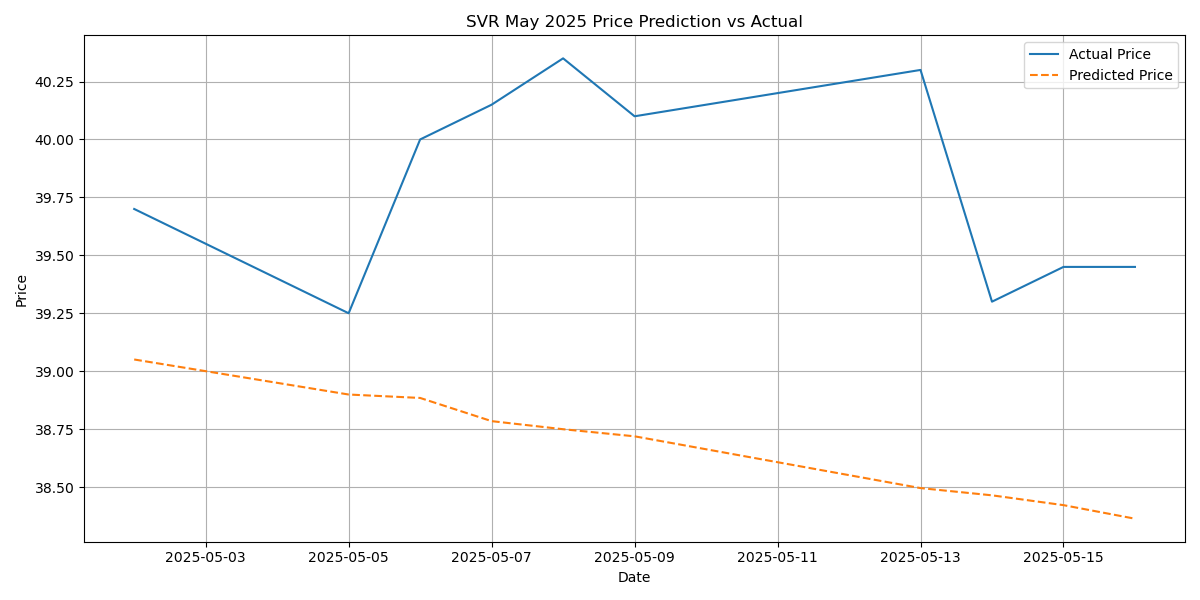 SVR May 2025 Price Prediction vs Actual
Actual Price
Predicted Price
40.25
40.00
39.75
39.50
39.25
39.00
38.75
38.50
Price
2025-05-03 2025-05-05 2025-05-07 2025-05-09 2025-05-11 2025-05-13 2025-05-15
Date